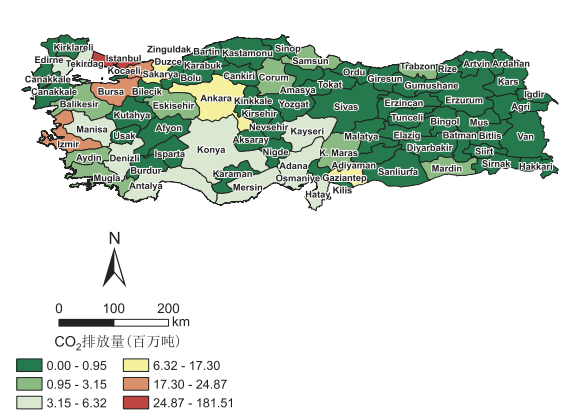 Kirklareli
Edirne
Tekirdag
Istanbul
Kocaeli
Zinguldak
Bartin
Kastamonu
Sinop
Samsun
Duzce
Karabuk
Sakarya
Bolu
Cankiri
Corum
Ordu
Trabzon
Rize
Artvin
Ardahan
Giresun
Gumushane
Kars
Canakkale
Canakkale
Bursa
Bileçik
Amasya
Tokat
Igdir
Balikesir
Eskisehir
Ankara
Kinkkale
Yozgat
Sivas
Erzincan
Erzurum
Agri
Kutahya
Kirsehir
Tunceli
Bingol
Mus
Manisa
Usak
Afyon
Nevsehir
Kayseri
Malatya
Elazig
Batman
Bitlis
Van
Izmir
Aksaray
Diyarbakir
Aydin
Denizli
Isparta
Konya
Nigde
K. Maras
Siirt
Adiyaman
Mardin
Sirnak
Hakkari
Burdur
Karaman
Adana
Mugla
Antalya
Mersin
Osmaniye
Gaziantep
Sanliurfa
Hatay
Kilis
N
0 100 200
km
CO₂排放量(百万吨)
0.00 - 0.95 6.32 - 17.30
0.95 - 3.15 17.30 - 24.87
3.15 - 6.32 24.87 - 181.51